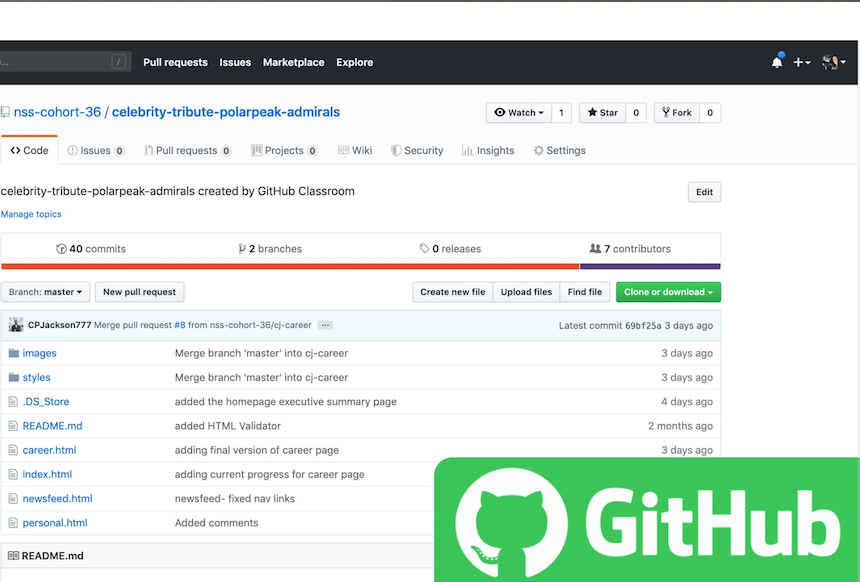 ... /
Pull requests Issues Marketplace Explore
nss-cohort-36 / celebrity-tribute-polarpeak-admirals
Watch 1 Star 0 Fork 0
Code Issues 0 Pull requests 0 Projects 0 Wiki Security Insights Settings
celebrity-tribute-polarpeak-admirals created by GitHub Classroom Edit
Manage topics
40 commits 2 branches 0 releases 7 contributors
Branch: master New pull request Create new file Upload files Find file Clone or download
CPJackson777 Merge pull request #8 from nss-cohort-36/cj-career ... Latest commit 69bf25a 3 days ago
images Merge branch 'master' into cj-career 3 days ago
styles Merge branch 'master' into cj-career 3 days ago
.DS_Store added the homepage executive summary page 4 days ago
README.md added HTML Validator 2 months ago
career.html adding final version of career page 3 days ago
index.html adding current progress for career page
newsfeed.html newsfeed- fixed nav links
personal.html Added comments
README.md
GitHub